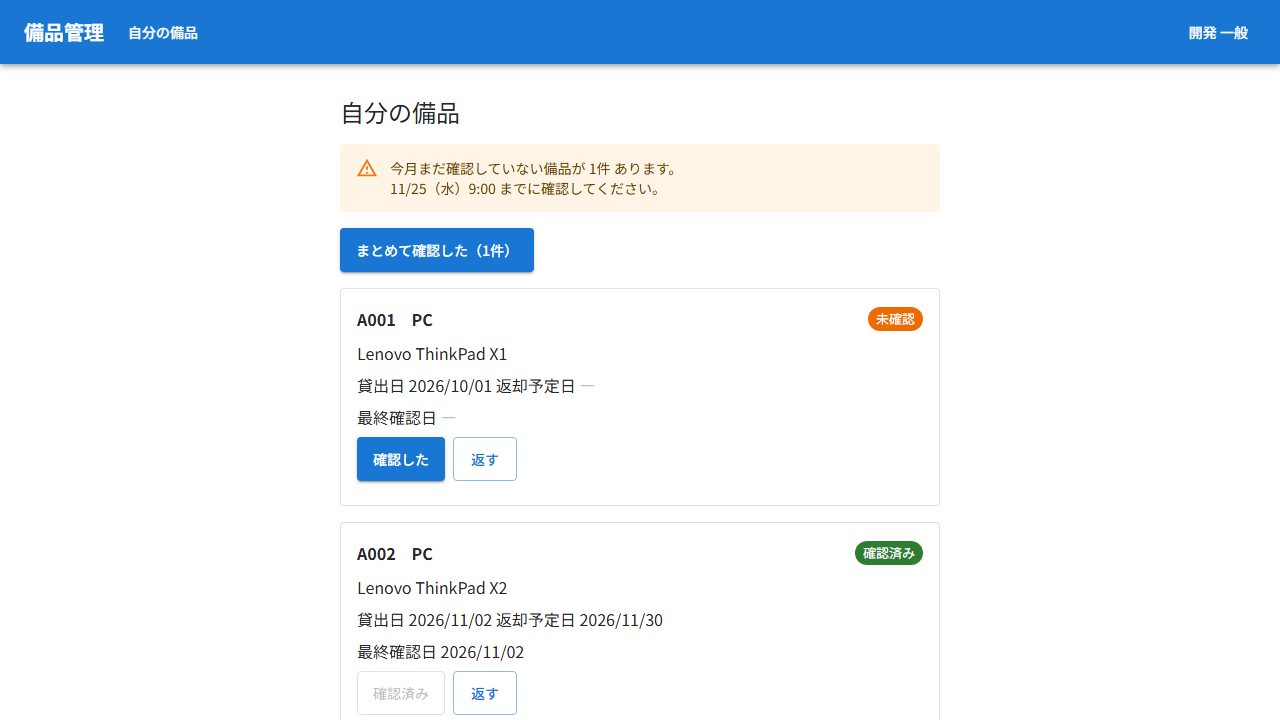 備品管理 自分の備品 開発 一般
自分の備品
今月まだ確認していない備品が 1件 あります。
11/25（水）9:00 までに確認してください。
まとめて確認した（1件）
A001 PC 未確認
Lenovo ThinkPad X1
貸出日 2026/10/01 返却予定日 —
最終確認日 —
確認した 返す
A002 PC 確認済み
Lenovo ThinkPad X2
貸出日 2026/11/02 返却予定日 2026/11/30
最終確認日 2026/11/02
確認済み 返す